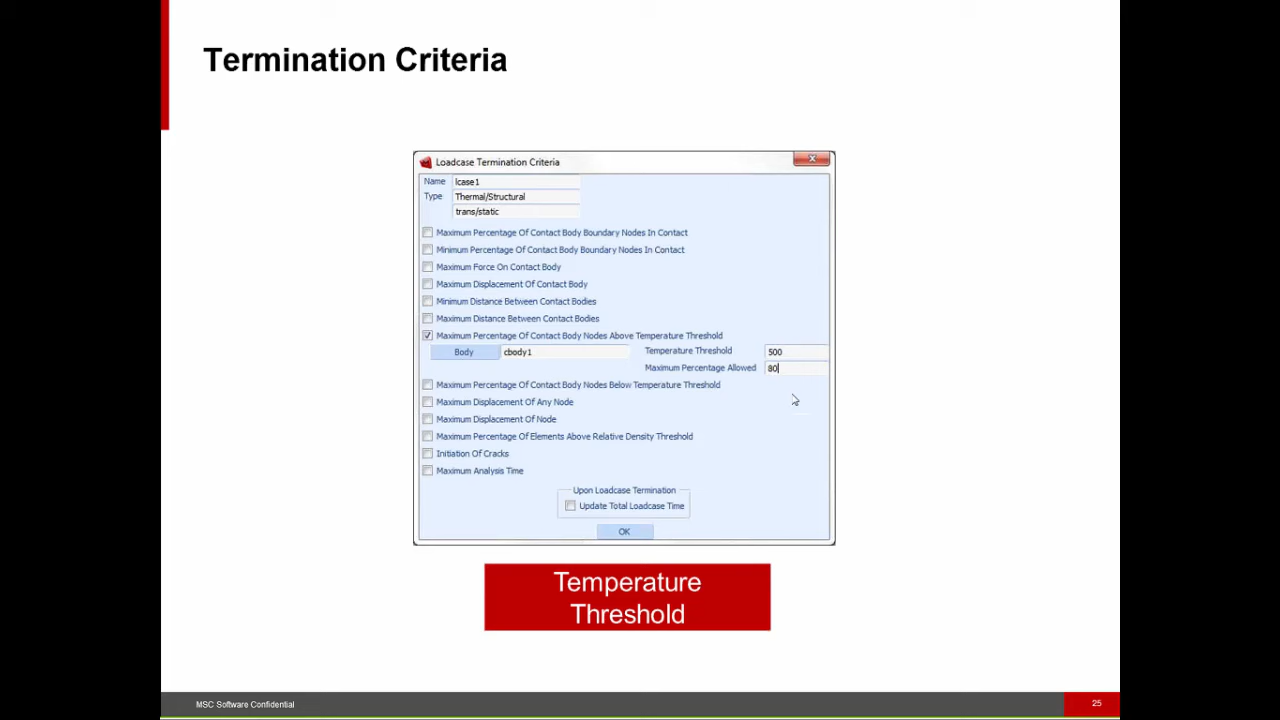 Termination Criteria
Loadcase Termination Criteria
Name lcase1
Type Thermal/Structural
trans/static
Maximum Percentage Of Contact Body Boundary Nodes In Contact
Minimum Percentage Of Contact Body Boundary Nodes In Contact
Maximum Force On Contact Body
Maximum Displacement Of Contact Body
Minimum Distance Between Contact Bodies
Maximum Distance Between Contact Bodies
Maximum Percentage Of Contact Body Nodes Above Temperature Threshold
Body cbody1 Temperature Threshold 500
Maximum Percentage Allowed 80
Maximum Percentage Of Contact Body Nodes Below Temperature Threshold
Maximum Displacement Of Any Node
Maximum Displacement Of Node
Maximum Percentage Of Elements Above Relative Density Threshold
Initiation Of Cracks
Maximum Analysis Time
Upon Loadcase Termination
Update Total Loadcase Time
OK
Temperature
Threshold
MSC Software Confidential
25